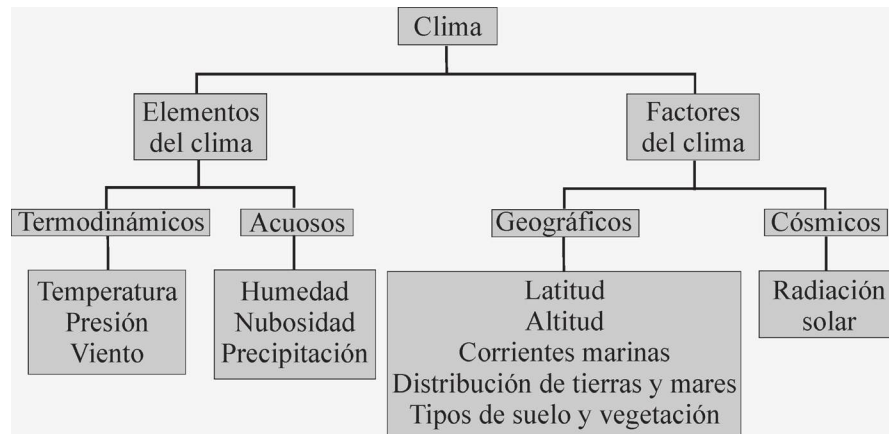 Clima
Elementos
del clima
Factores
del clima
Termodinámicos
Acuosos
Geográficos
Cósmicos
Temperatura
Presión
Viento
Humedad
Nubosidad
Precipitación
Latitud
Altitud
Corrientes marinas
Distribución de tierras y mares
Tipos de suelo y vegetación
Radiación
solar